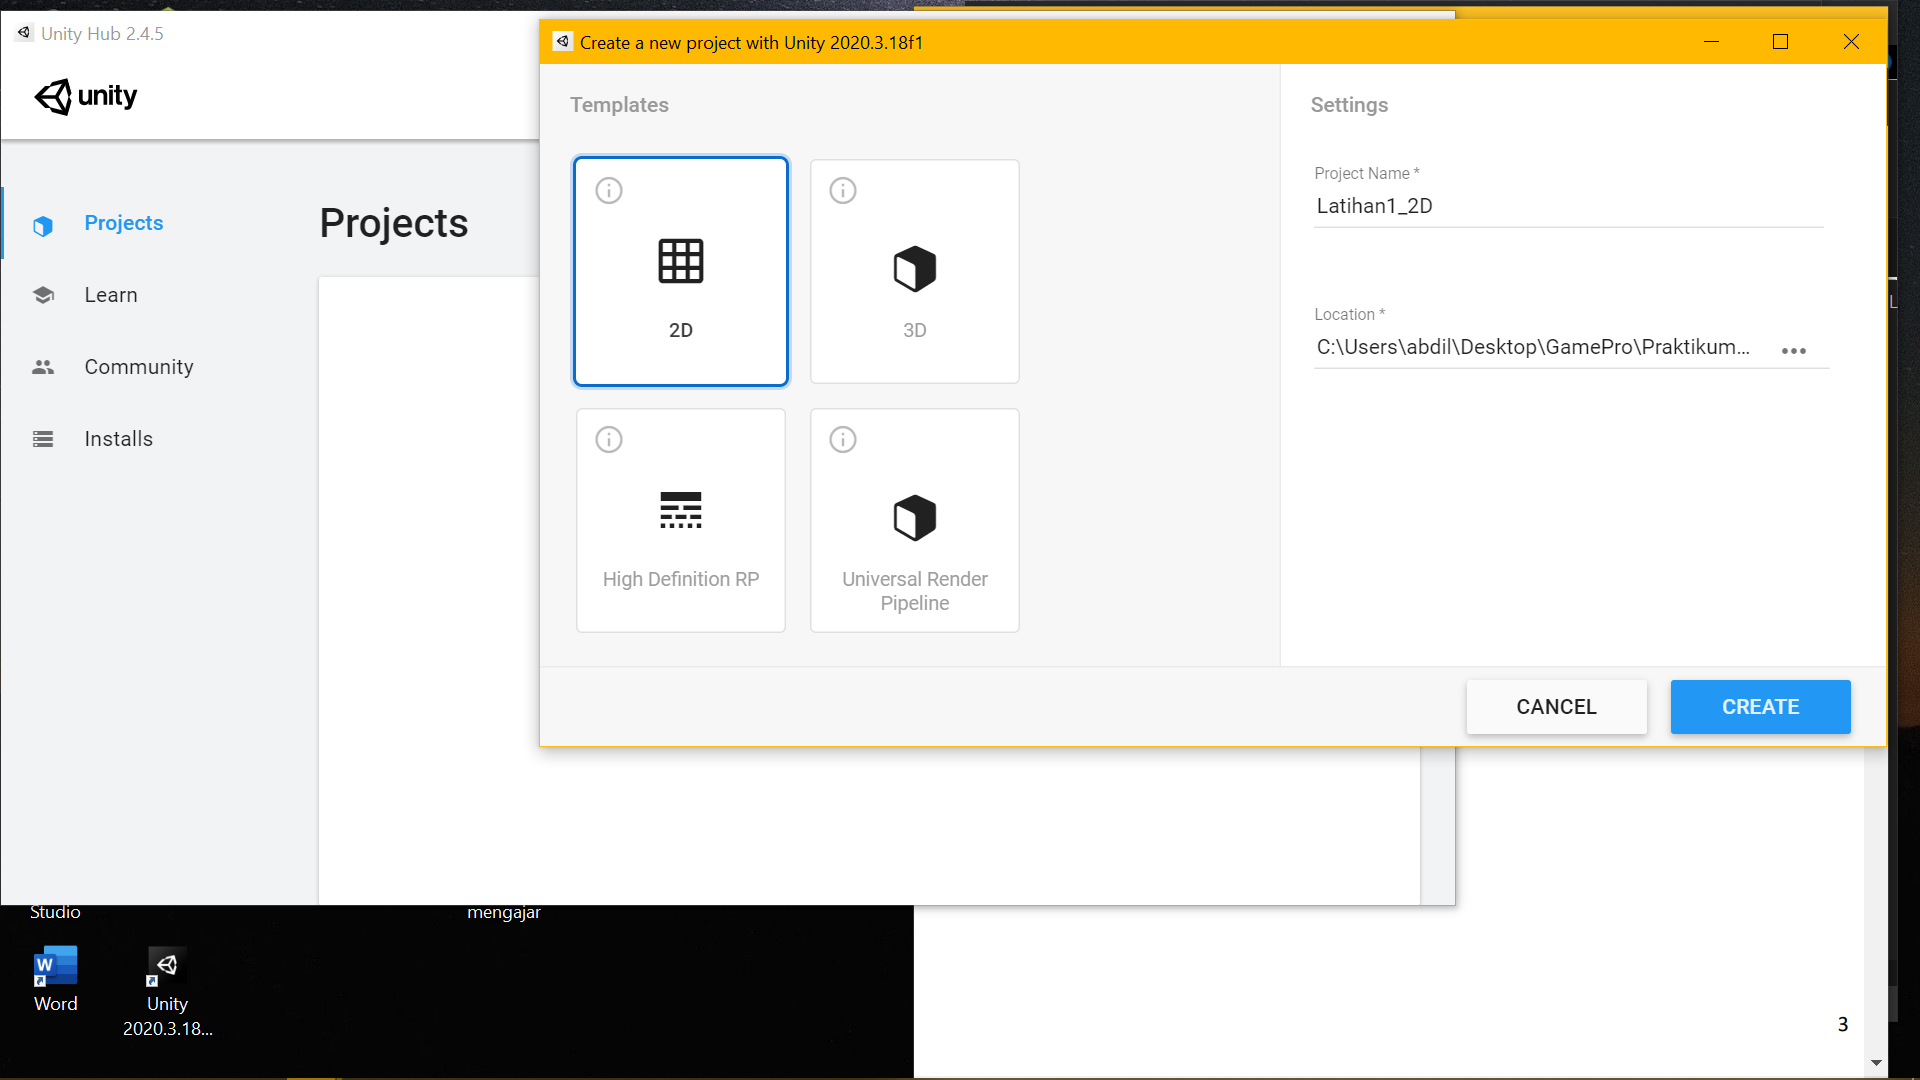 Unity Hub 2.4.5
unity
Projects
Learn
Community
Installs
Projects
Create a new project with Unity 2020.3.18f1
Templates
2D
3D
High Definition RP
Universal Render
Pipeline
Settings
Project Name *
Latihan1_2D
Location *
C:\Users\abdil\Desktop\GamePro\Praktikum...
CANCEL
CREATE
L
Studio
mengajar
W
Word
Unity
2020.3.18...
3